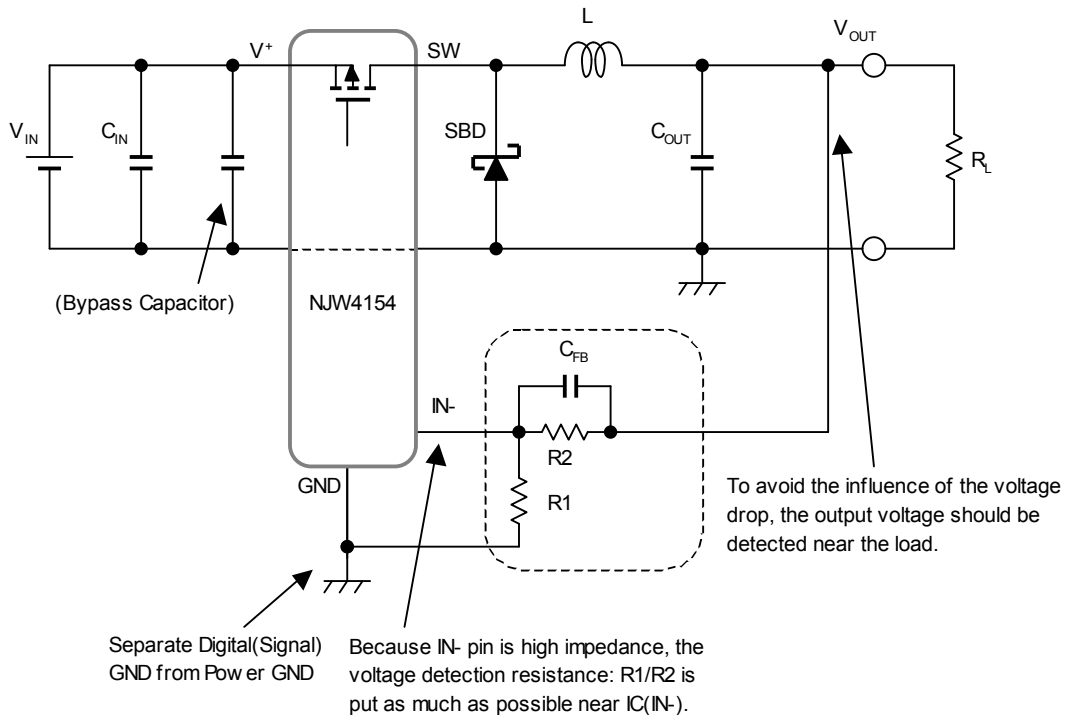 L
V+
SW
VOUT
VIN
CIN
SBD
COUT
RL
(Bypass Capacitor)
NJW4154
CFB
IN-
R2
GND
R1
To avoid the influence of the voltage
drop, the output voltage should be
detected near the load.
Separate Digital(Signal)
GND from Power GND
Because IN- pin is high impedance, the
voltage detection resistance: R1/R2 is
put as much as possible near IC(IN-).